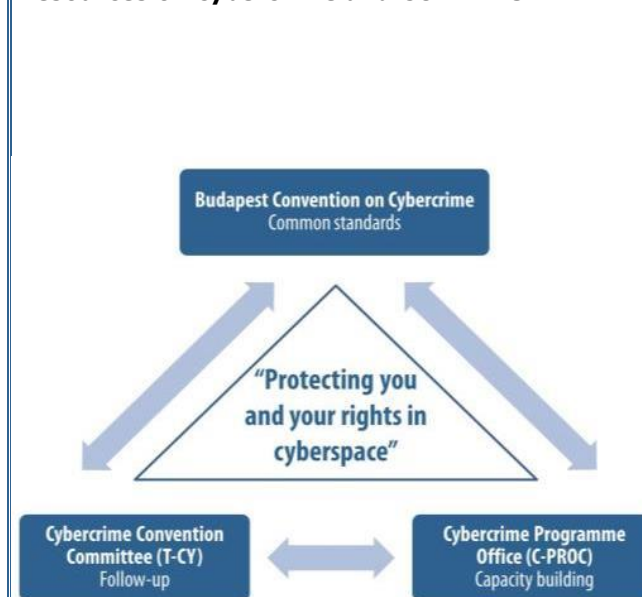 Budapest Convention on Cybercrime
Common standards
“Protecting you
and your rights in
cyberspace”
Cybercrime Convention
Committee (T-CY)
Follow-up
Cybercrime Programme
Office (C-PROC)
Capacity building